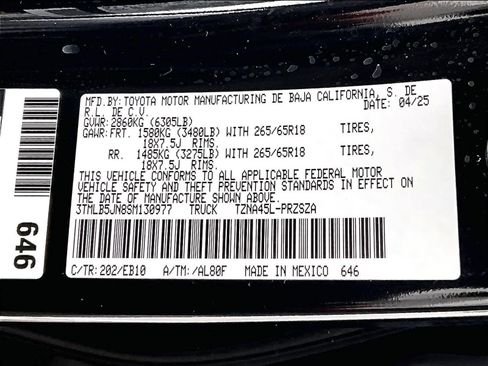 MFD.BY:TOYOTA MOTOR MANUFACTURING DE BAJA CALIFORNIA, S. DE
R.L. DE C.V. DATE: 04/25
GVWR:2860KG (6305LB)
GAWR:FRT. 1580KG (3480LB) WITH 265/65R18 TIRES,
18X7.5J RIMS.
RR. 1485KG (3275LB) WITH 265/65R18 TIRES,
18X7.5J RIMS.
THIS VEHICLE CONFORMS TO ALL APPLICABLE FEDERAL MOTOR
VEHICLE SAFETY AND THEFT PREVENTION STANDARDS IN EFFECT ON
THE DATE OF MANUFACTURE SHOWN ABOVE.
3TMLB5JN8SM130977 TRUCK TZNA45L-PRZSZA
C/TR:202/EB10 A/TM:/AL80F MADE IN MEXICO 646
646